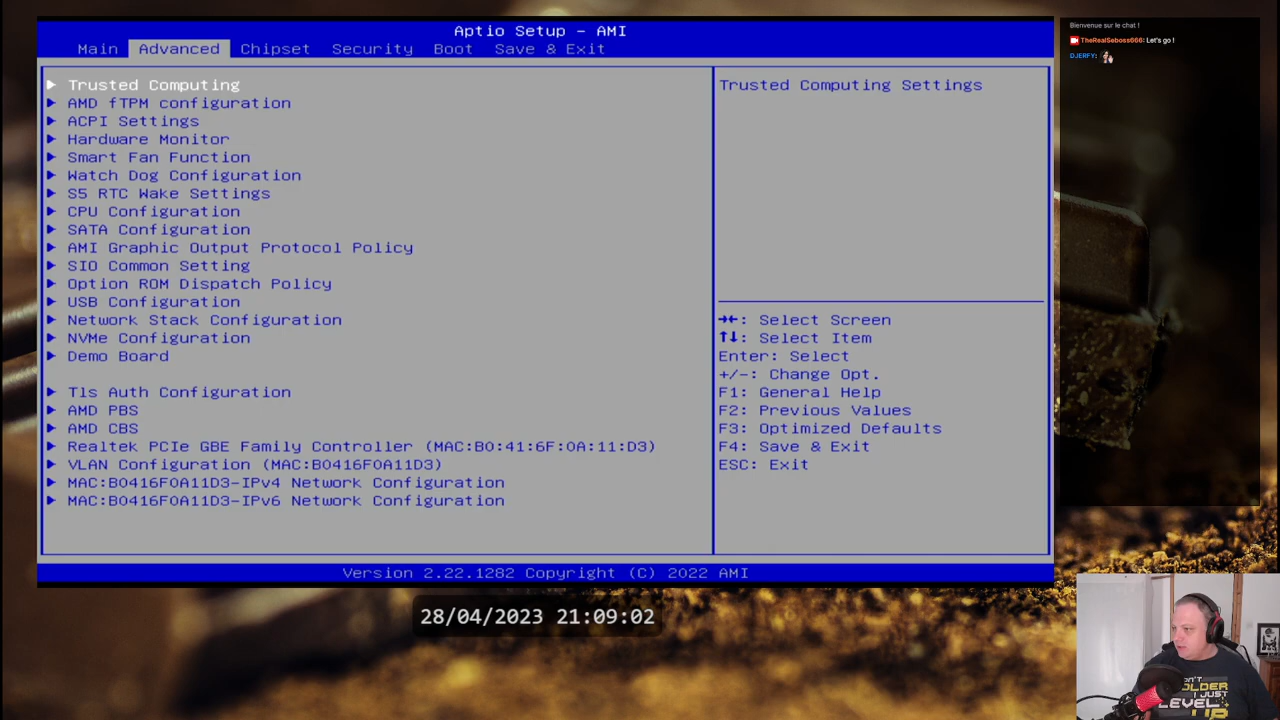 Aptio Setup - AMI
Main Advanced Chipset Security Boot Save & Exit
Trusted Computing
AMD fTPM configuration
ACPI Settings
Hardware Monitor
Smart Fan Function
Watch Dog Configuration
S5 RTC Wake Settings
CPU Configuration
SATA Configuration
AMI Graphic Output Protocol Policy
SIO Common Setting
Option ROM Dispatch Policy
USB Configuration
Network Stack Configuration
NVMe Configuration
Demo Board
Tls Auth Configuration
AMD PBS
AMD CBS
Realtek PCIe GBE Family Controller (MAC:B0:41:6F:0A:11:D3)
VLAN Configuration (MAC:B0416F0A11D3)
MAC:B0416F0A11D3-IPv4 Network Configuration
MAC:B0416F0A11D3-IPv6 Network Configuration
Trusted Computing Settings
→←: Select Screen
↑↓: Select Item
Enter: Select
+/-: Change Opt.
F1: General Help
F2: Previous Values
F3: Optimized Defaults
F4: Save & Exit
ESC: Exit
Version 2.22.1282 Copyright (C) 2022 AMI
28/04/2023 21:09:02
Bienvenue sur le chat !
TheRealSeboss666: Let's go !
DJERFY:
OLDER
I JUST
LEVEL
UP